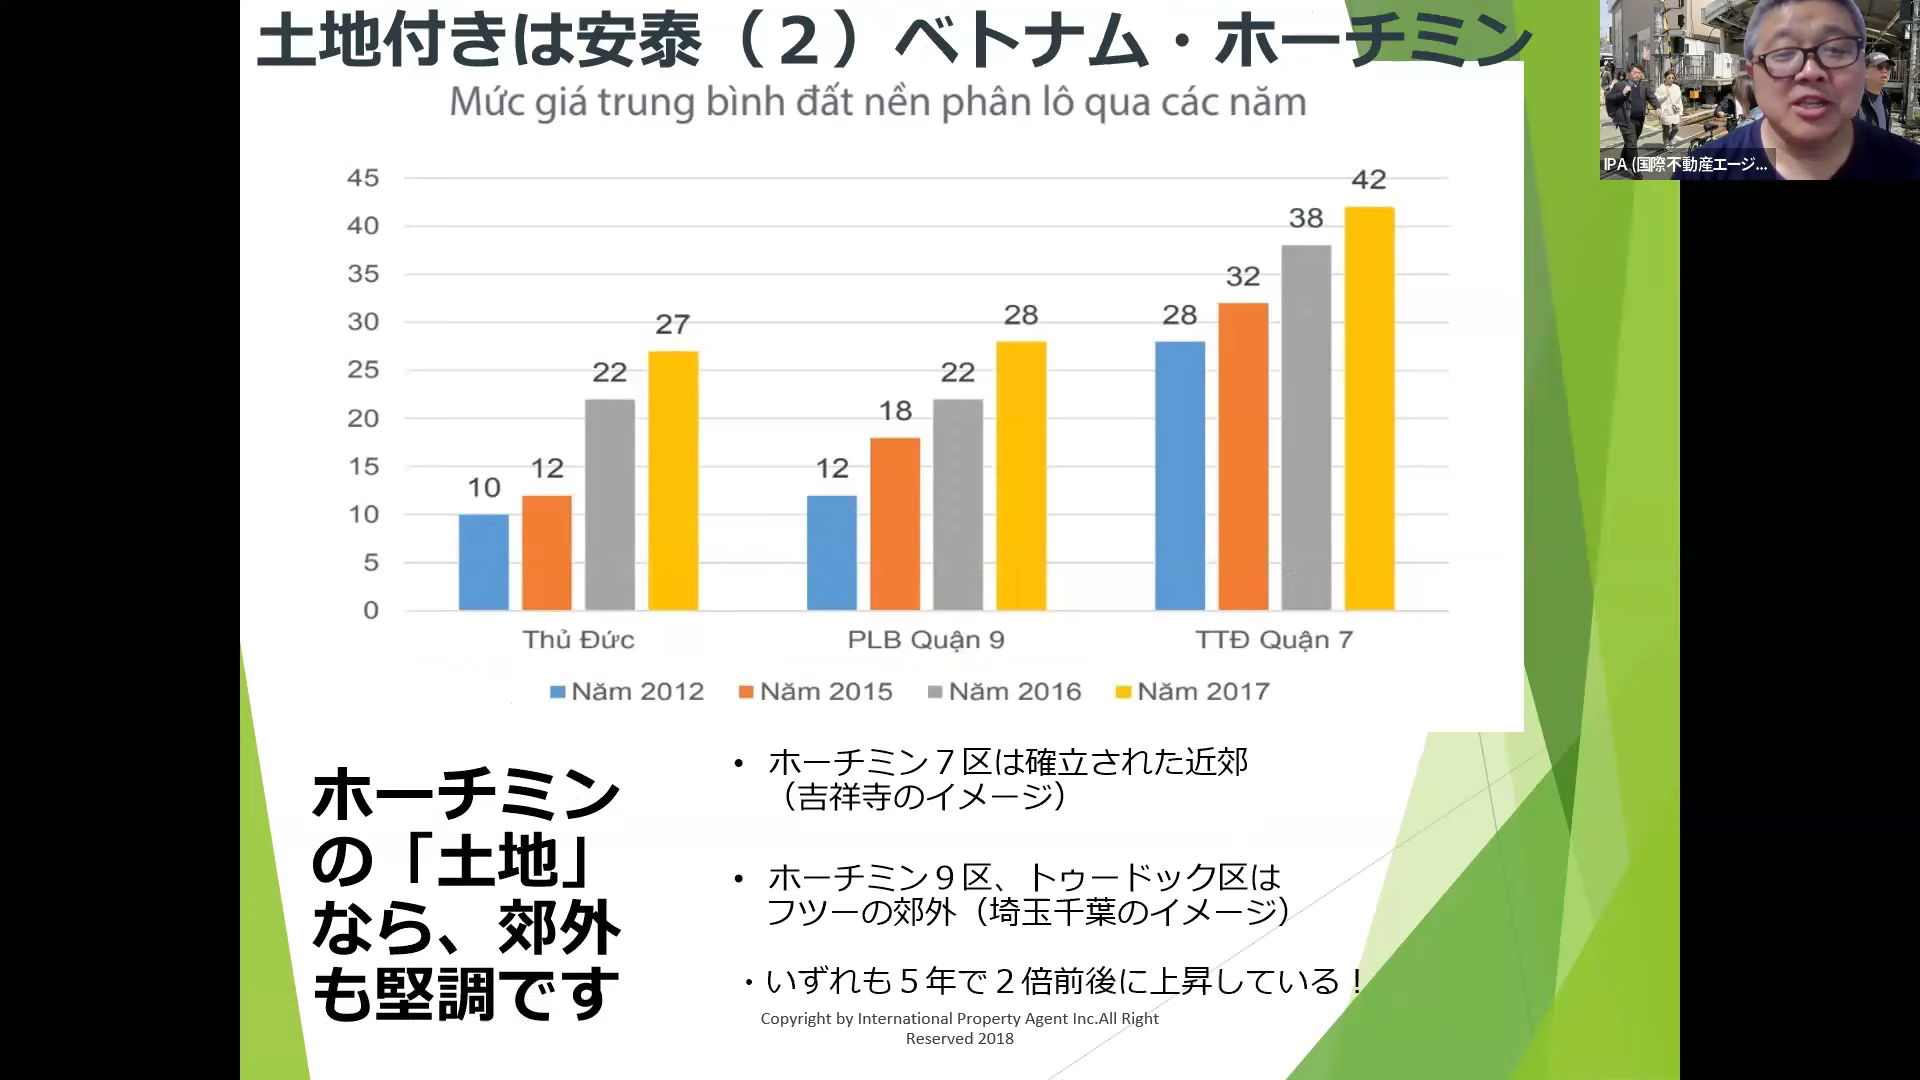 土地付きは安泰（２）ベトナム・ホーチミン
Mức giá trung bình đất nền phân lô qua các năm
IPA (国際不動産エージ...
45
40
35
30
25
20
15
10
5
0
10
12
22
27
12
18
22
28
28
32
38
42
Thủ Đức
PLB Quận 9
TTĐ Quận 7
Năm 2012
Năm 2015
Năm 2016
Năm 2017
ホーチミン
の「土地」
なら、郊外
も堅調です
• ホーチミン７区は確立された近郊
（吉祥寺のイメージ）
• ホーチミン９区、トゥードック区は
フツーの郊外（埼玉千葉のイメージ）
・いずれも５年で２倍前後に上昇している！
Copyright by International Property Agent Inc.All Right
Reserved 2018